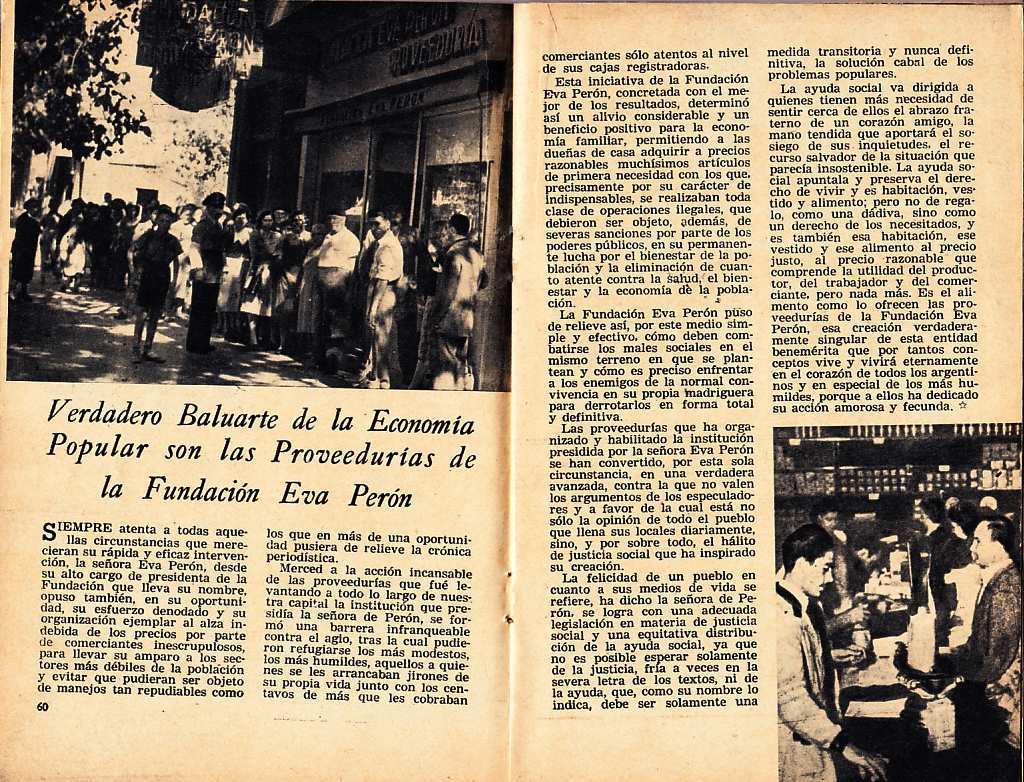 FUNDACION
EVA PERON
EVA PERON
PROVEEDURIA
Verdadero Baluarte de la Economía
Popular son las Proveedurías de
la Fundación Eva Perón
SIEMPRE atenta a todas aque-
llas circunstancias que mere-
cieran su rápida y eficaz interven-
ción, la señora Eva Perón, desde
su alto cargo de presidenta de la
Fundación que lleva su nombre,
opuso también, en su oportuni-
dad, su esfuerzo denodado y su
organización ejemplar al alza in-
debida de los precios por parte
de comerciantes inescrupulosos,
para llevar su amparo a los sec-
tores más débiles de la población
y evitar que pudieran ser objeto
de manejos tan repudiables como
60
los que en más de una oportuni-
dad pusiera de relieve la crónica
periodística.
Merced a la acción incansable
de las proveedurías que fué le-
vantando a todo lo largo de nues-
tra capital la institución que pre-
sidía la señora de Perón, se for-
mó una barrera infranqueable
contra el agio, tras la cual pudie-
ron refugiarse los más modestos,
los más humildes, aquellos a quie-
nes se les arrancaban jirones de
su propia vida junto con los cen-
tavos de más que les cobraban
comerciantes sólo atentos al nivel
de sus cajas registradoras.
Esta iniciativa de la Fundación
Eva Perón, concretada con el me-
jor de los resultados, determinó
así un alivio considerable y un
beneficio positivo para la econo-
mía familiar, permitiendo a las
dueñas de casa adquirir a precios
razonables muchísimos artículos
de primera necesidad con los que,
precisamente por su carácter de
indispensables, se realizaban toda
clase de operaciones ilegales, que
debieron ser objeto, además, de
severas sanciones por parte de los
poderes públicos, en su permanen-
te lucha por el bienestar de la po-
blación y la eliminación de cuan-
to atente contra la salud, el bien-
estar y la economía de la pobla-
ción.
La Fundación Eva Perón puso
de relieve así, por este medio sim-
ple y efectivo, cómo deben com-
batirse los males sociales en el
mismo terreno en que se plan-
tean y cómo es preciso enfrentar
a los enemigos de la normal con-
vivencia en su propia madriguera
para derrotarlos en forma total
y definitiva.
Las proveedurías que ha orga-
nizado y habilitado la institución
presidida por la señora Eva Perón
se han convertido, por esta sola
circunstancia, en una verdadera
avanzada, contra la que no valen
los argumentos de los especulado-
res y a favor de la cual está no
sólo la opinión de todo el pueblo
que llena sus locales diariamente,
sino, y por sobre todo, el hálito
de justicia social que ha inspirado
su creación.
La felicidad de un pueblo en
cuanto a sus medios de vida se
refiere, ha dicho la señora de Pe-
rón, se logra con una adecuada
legislación en materia de justicia
social y una equitativa distribu-
ción de la ayuda social, ya que
no es posible esperar solamente
de la justicia, fría a veces en la
severa letra de los textos, ni de
la ayuda, que, como su nombre lo
indica, debe ser solamente una
medida transitoria y nunca defi-
nitiva, la solución cabal de los
problemas populares.
La ayuda social va dirigida a
quienes tienen más necesidad de
sentir cerca de ellos el abrazo fra-
terno de un corazón amigo, la
mano tendida que aportará el so-
siego de sus inquietudes, el re-
curso salvador de la situación que
parecía insostenible. La ayuda so-
cial apuntala y preserva el dere-
cho de vivir y es habitación, ves-
tido y alimento; pero no de rega-
lo, como una dádiva, sino como
un derecho de los necesitados, y
es también esa habitación, ese
vestido y ese alimento al precio
justo, al precio razonable que
comprende la utilidad del produc-
tor, del trabajador y del comer-
ciante, pero nada más. Es el ali-
mento como lo ofrecen las pro-
veedurías de la Fundación Eva
Perón, esa creación verdadera-
mente singular de esta entidad
benemérita que por tantos con-
ceptos vive y vivirá eternamente
en el corazón de todos los argenti-
nos y en especial de los más hu-
mildes, porque a ellos ha dedicado
su acción amorosa y fecunda. ☆